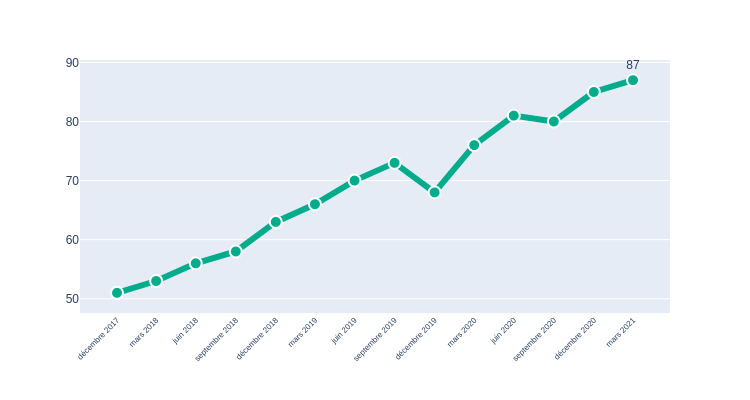 90
87
80
70
60
50
décembre 2017
mars 2018
juin 2018
septembre 2018
décembre 2018
mars 2019
juin 2019
septembre 2019
décembre 2019
mars 2020
juin 2020
septembre 2020
décembre 2020
mars 2021